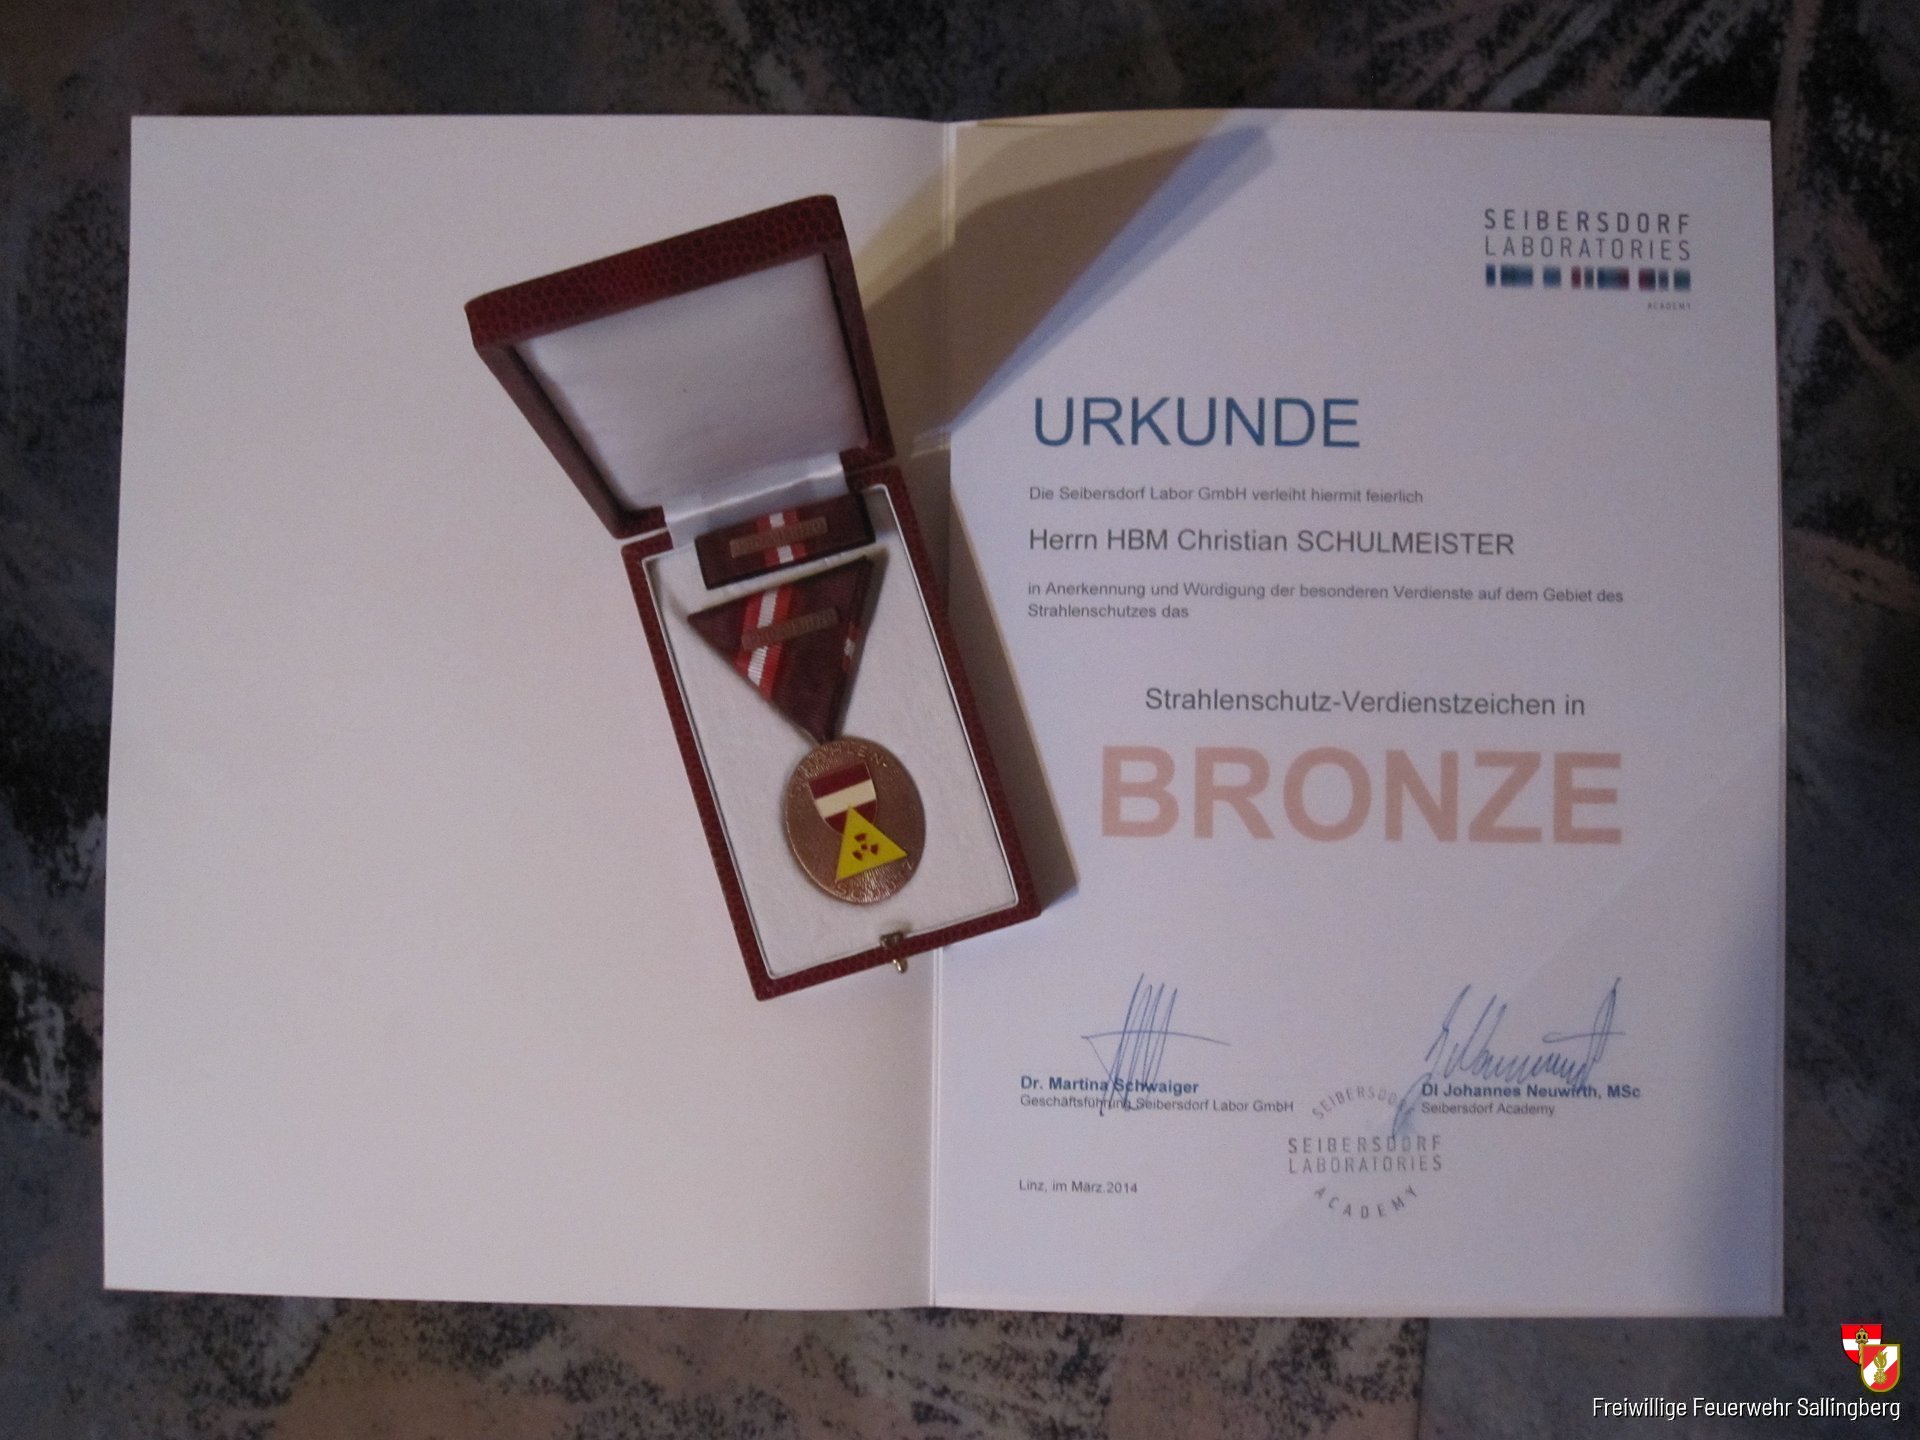 SEIBERSDORF
LABORATORIES
ACADEMY
URKUNDE
Die Seibersdorf Labor GmbH verleiht hiermit feierlich
Herrn HBM Christian SCHULMEISTER
in Anerkennung und Würdigung der besonderen Verdienste auf dem Gebiet des
Strahlenschutzes das
Strahlenschutz-Verdienstzeichen in
BRONZE
Dr. Martina Schwaiger
Geschäftsführung Seibersdorf Labor GmbH
DI Johannes Neuwirth, MSc
Seibersdorf Academy
SEIBERSDORF
SEIBERSDORF
LABORATORIES
ACADEMY
Linz, im März.2014
Freiwillige Feuerwehr Sallingberg